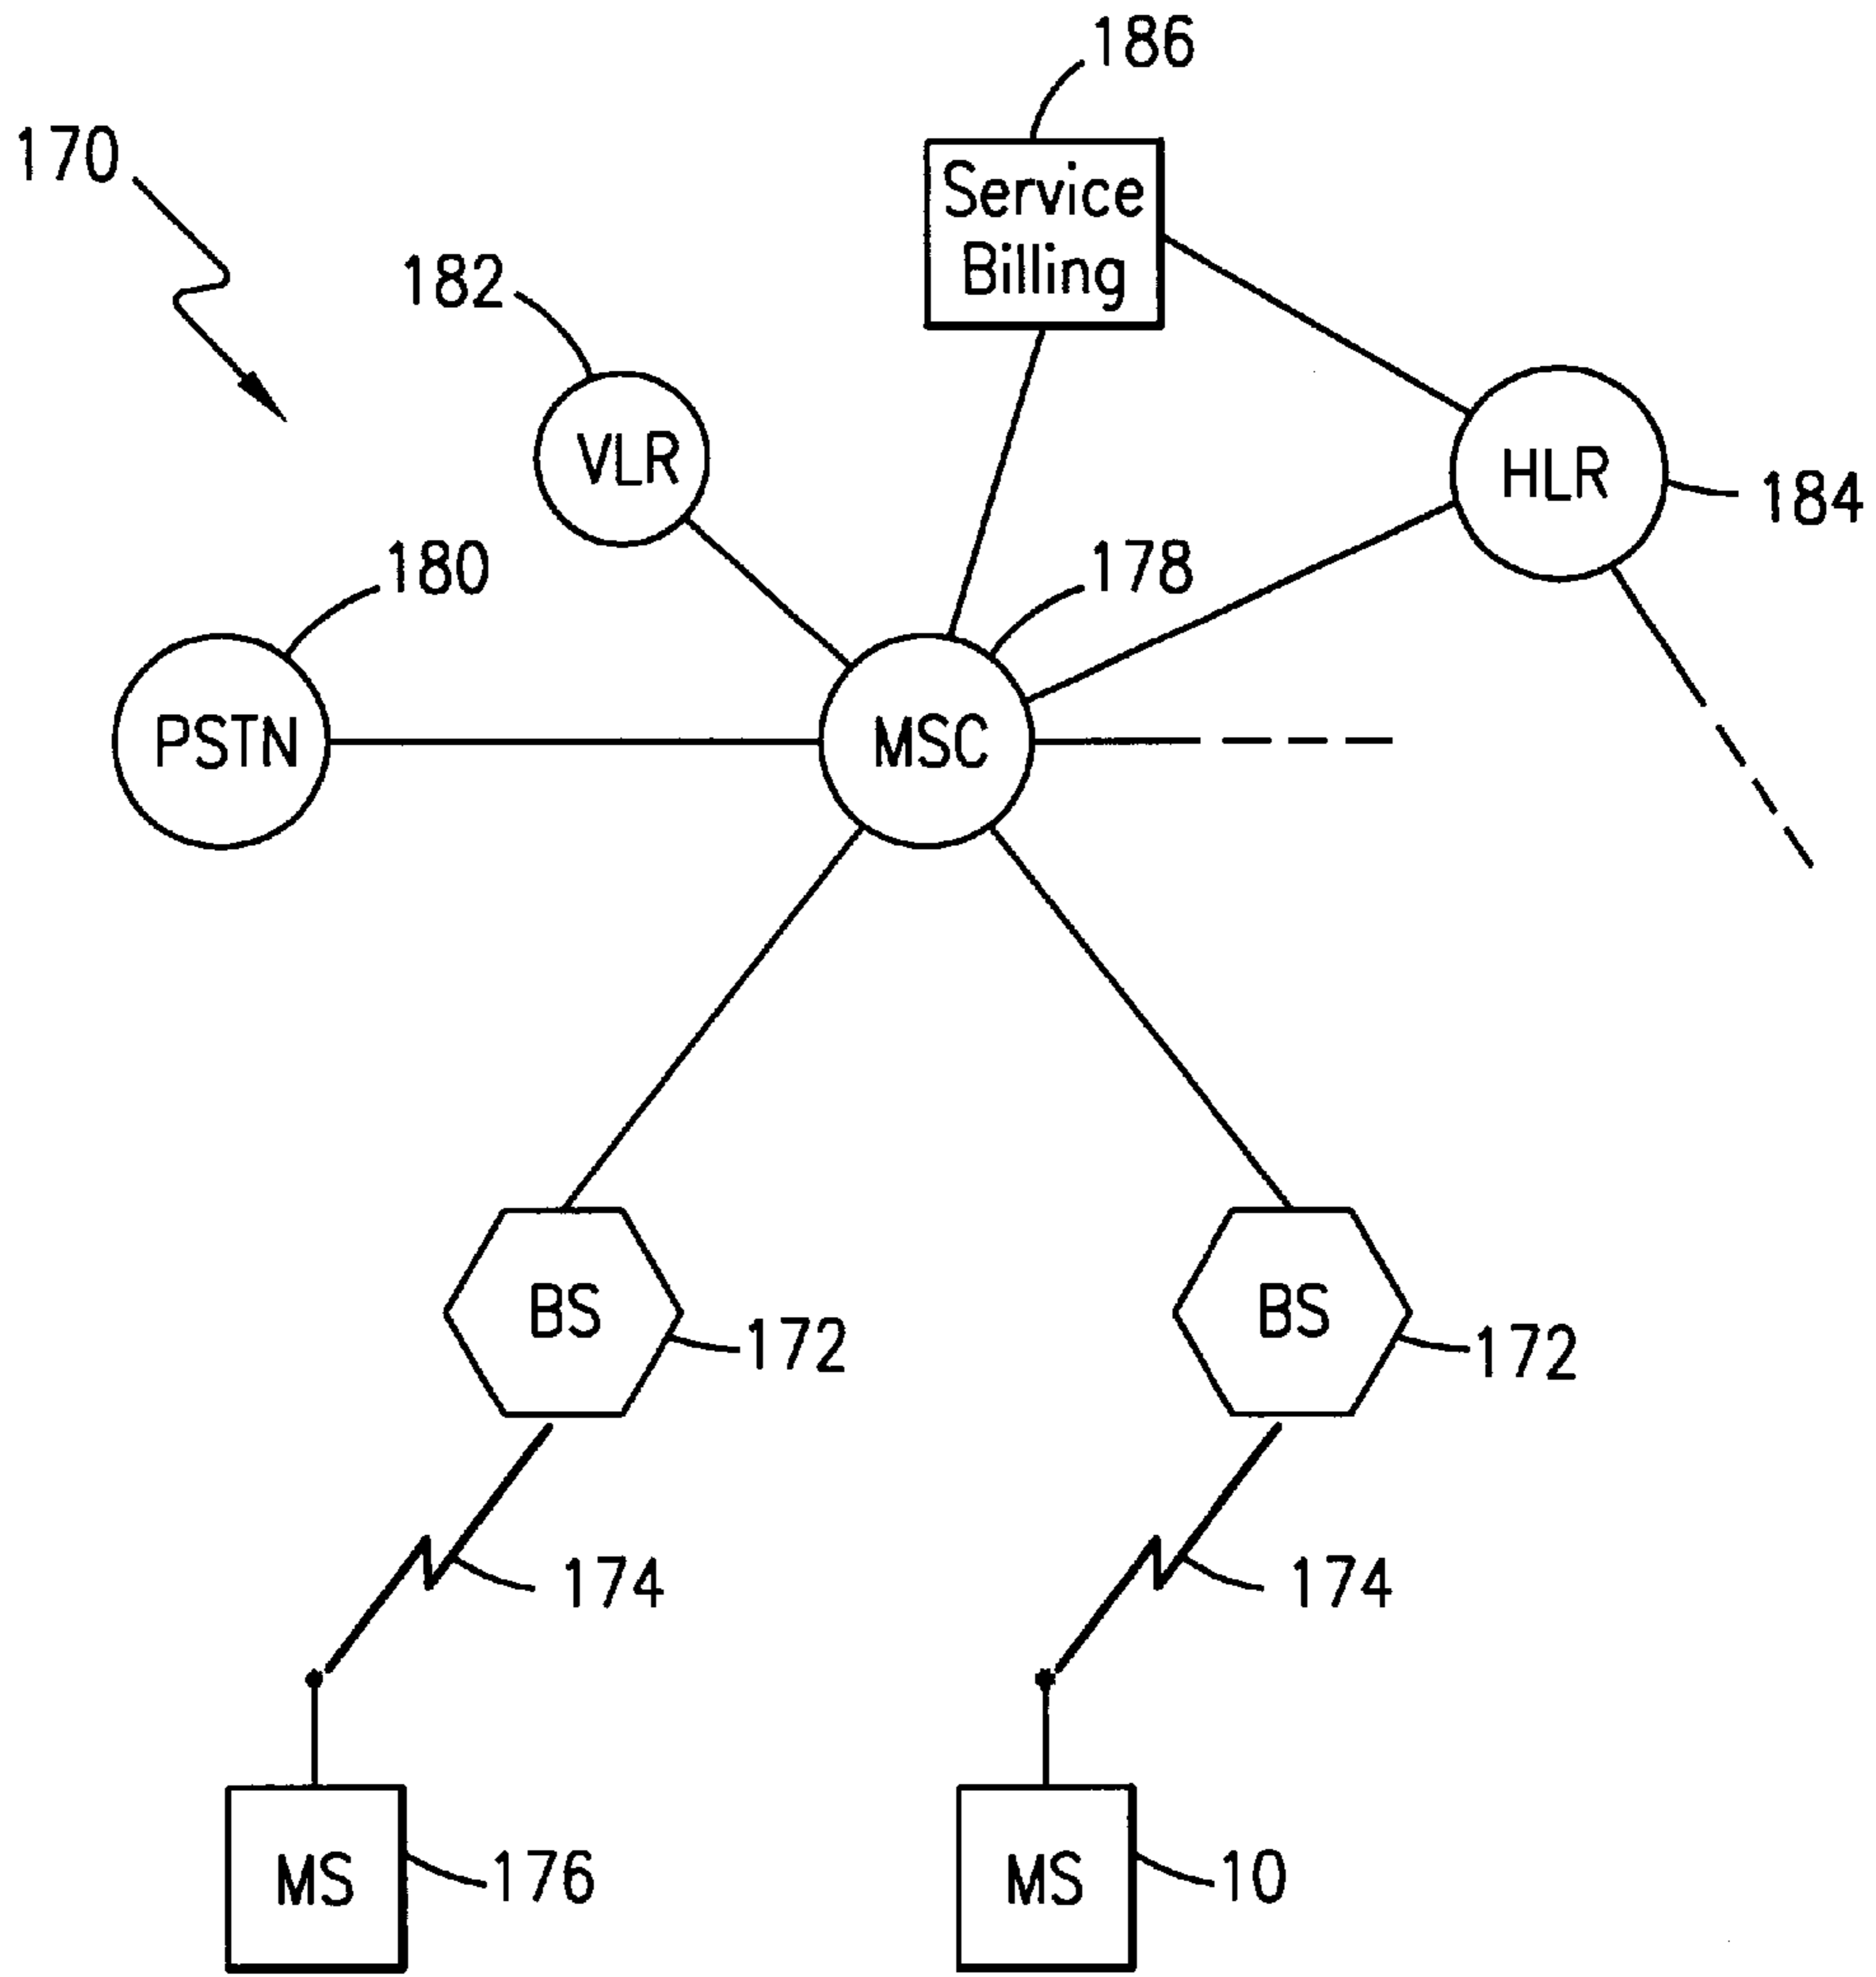 186
170
Service
Billing
182
VLR
HLR
184
180
178
PSTN
MSC
BS
172
BS
172
174
174
MS
176
MS
10